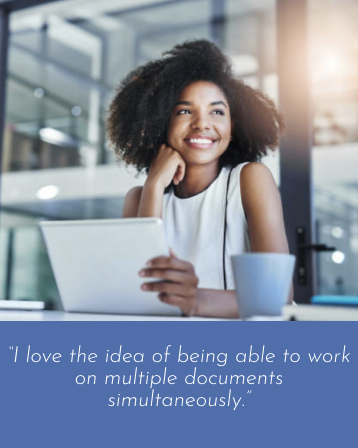 “I love the idea of being able to work
on multiple documents
simultaneously.”